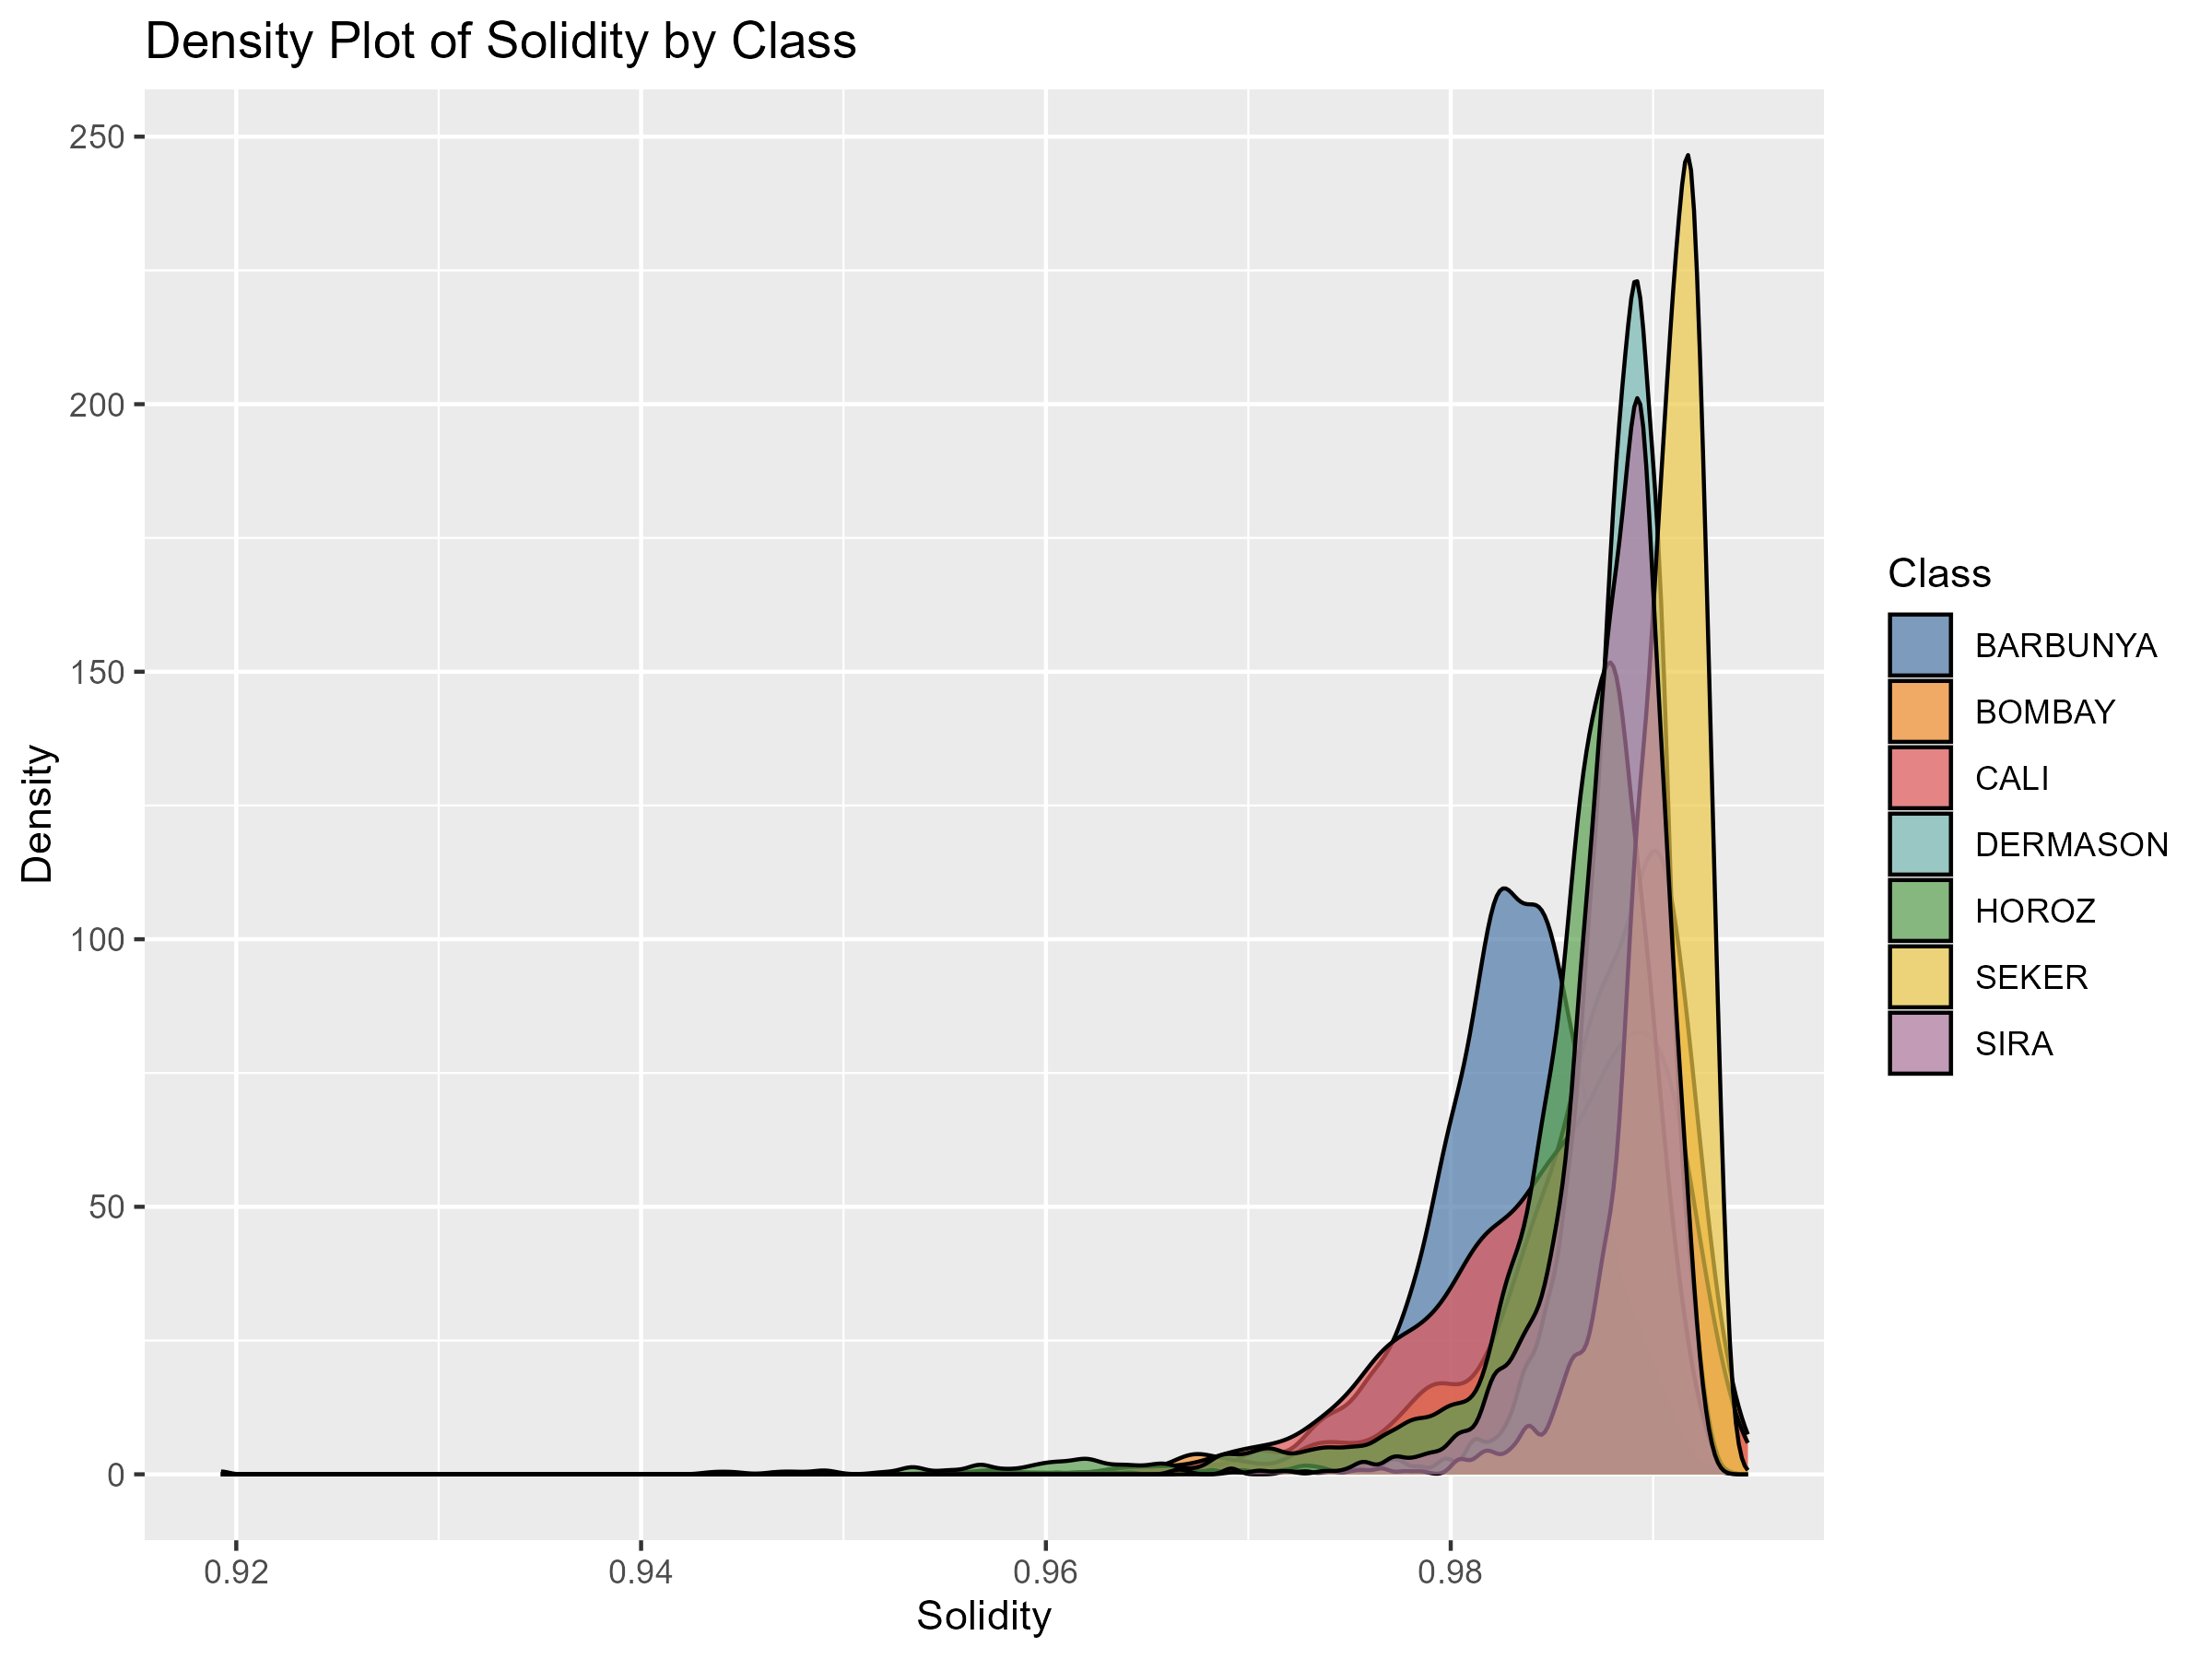 Density Plot of Solidity by Class
250
200
150
100
50
0
Density
0.92 0.94 0.96 0.98
Solidity
Class
BARBUNYA
BOMBAY
CALI
DERMASON
HOROZ
SEKER
SIRA